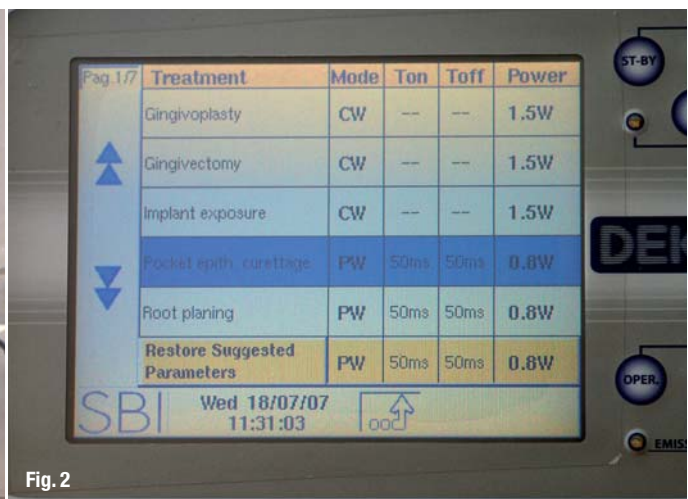 Pag.1/7 Treatment Mode Ton Toff Power
Gingivoplasty CW -- -- 1.5W
Gingivectomy CW -- -- 1.5W
Implant exposure CW -- -- 1.5W
Pocket epith. curettage PW 50ms 50ms 0.8W
Root planing PW 50ms 50ms 0.8W
Restore Suggested
Parameters PW 50ms 50ms 0.8W
SBI Wed 18/07/07
11:31:03
ST-BY
DEK
OPER.
EMISS
Fig. 2